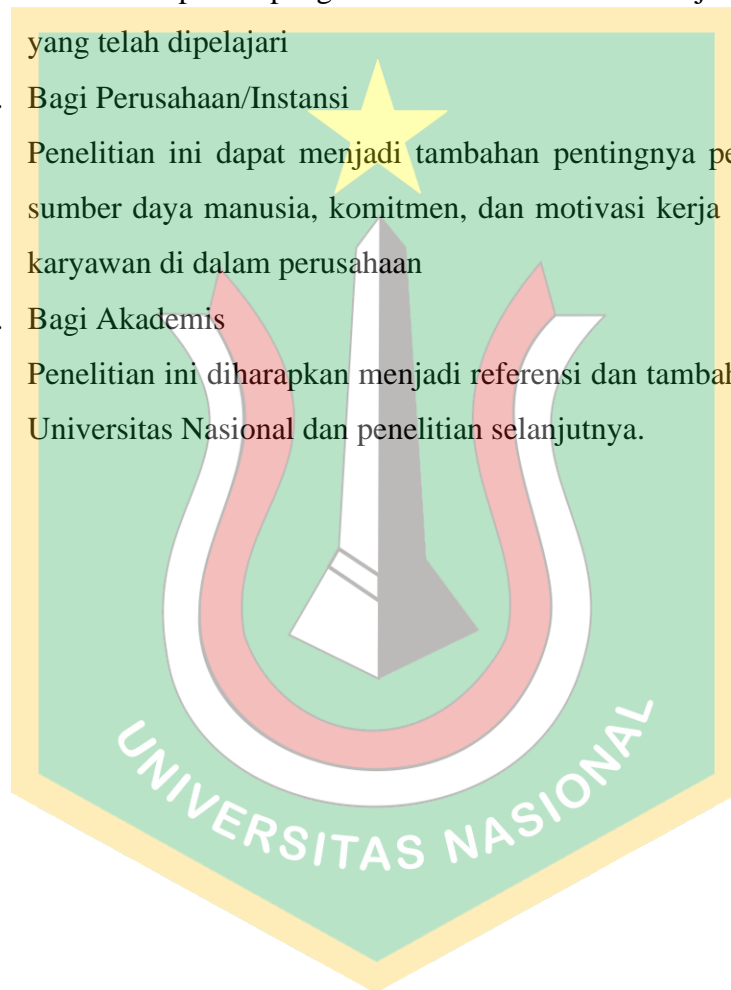 yang telah dipelajari
Bagi Perusahaan/Instansi
Penelitian ini dapat menjadi tambahan pentingnya
sumber daya manusia, komitmen, dan motivasi kerja
karyawan di dalam perusahaan
Bagi Akademis
Penelitian ini diharapkan menjadi referensi dan
Universitas Nasional dan penelitian selanjutnya.
UNIVERSITAS NASIONAL